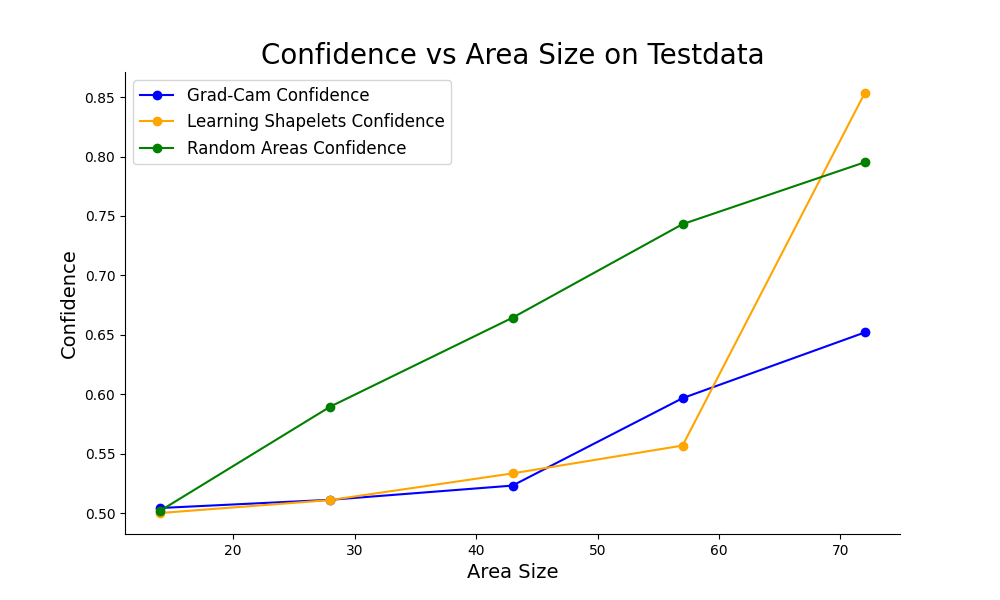 Confidence vs Area Size on Testdata
Grad-Cam Confidence
Learning Shapelets Confidence
Random Areas Confidence
Confidence
0.85
0.80
0.75
0.70
0.65
0.60
0.55
0.50
20 30 40 50 60 70
Area Size